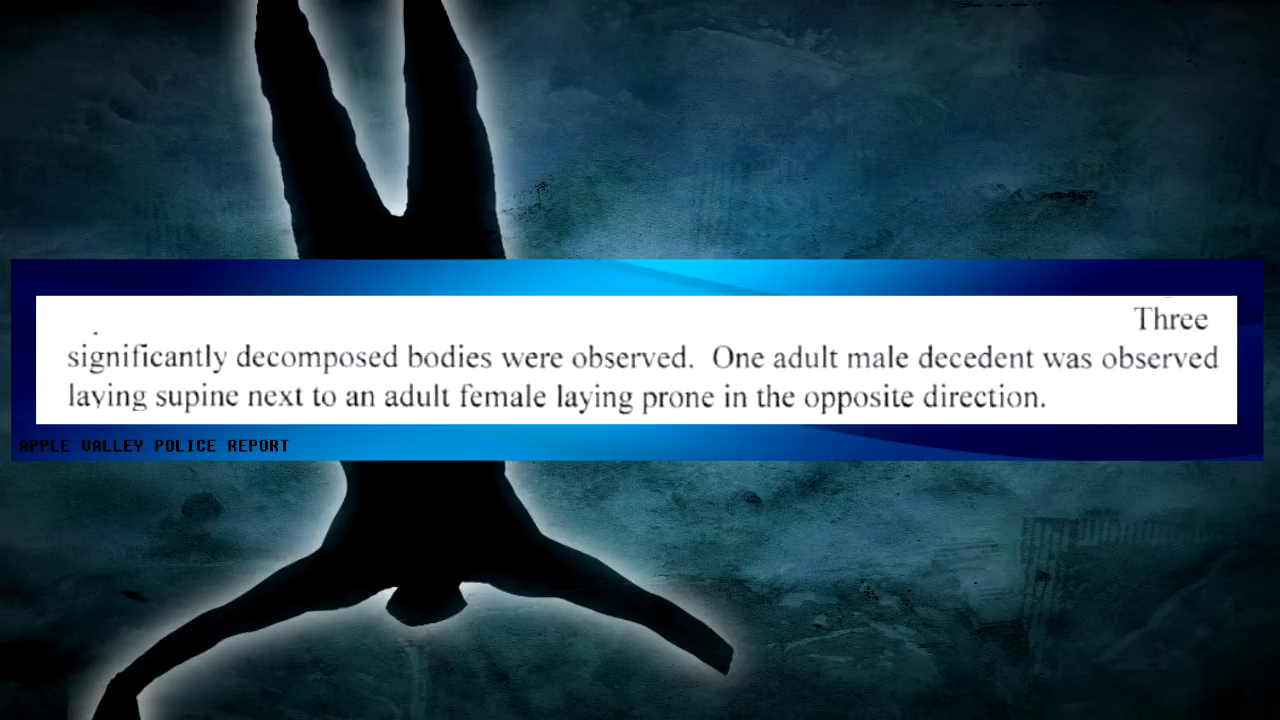 Three
significantly decomposed bodies were observed.  One adult male decedent was observed
laying supine next to an adult female laying prone in the opposite direction.
APPLE VALLEY POLICE REPORT